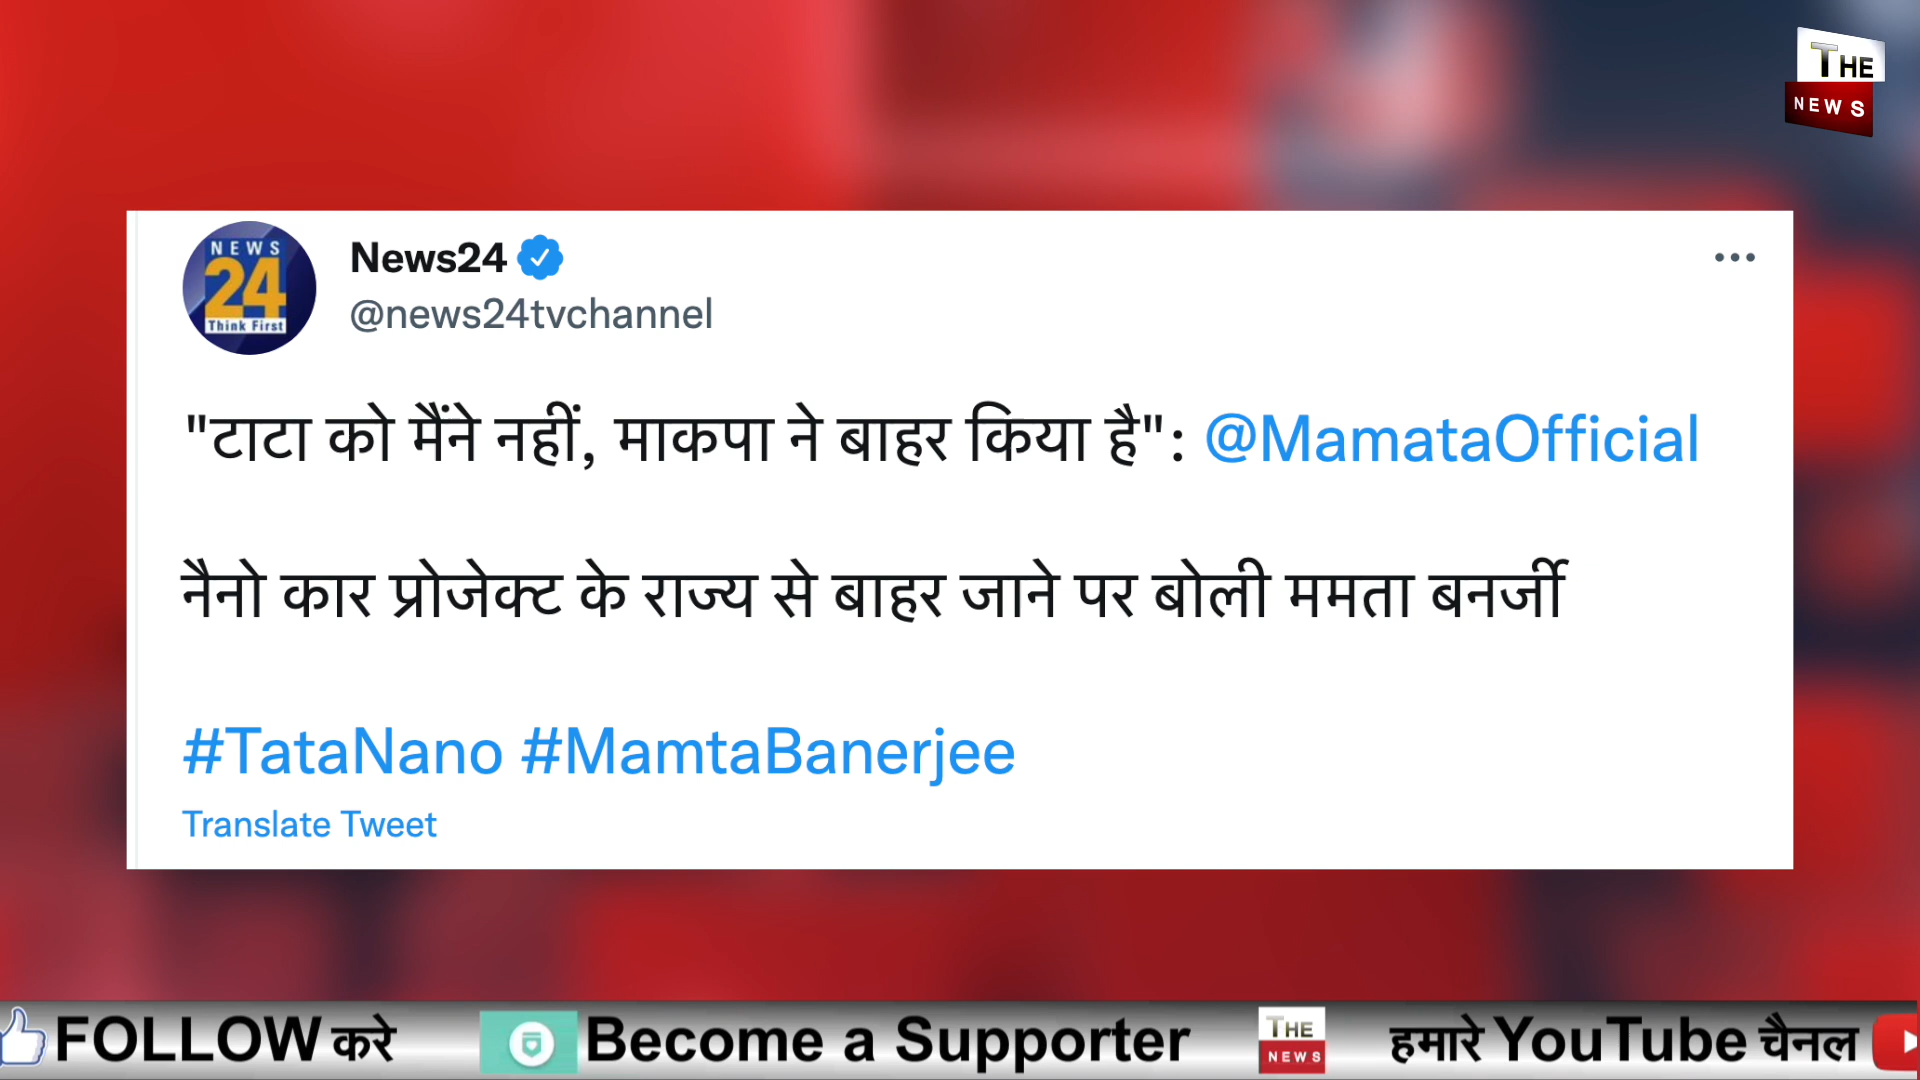 THE
NEWS
NEWS
24
Think First
News24
@news24tvchannel
"टाटा को मैंने नहीं, माकपा ने बाहर किया है": @MamataOfficial
नैनो कार प्रोजेक्ट के राज्य से बाहर जाने पर बोली ममता बनर्जी
#TataNano #MamtaBanerjee
Translate Tweet
FOLLOW करे Become a Supporter THE NEWS हमारे YouTube चैनल